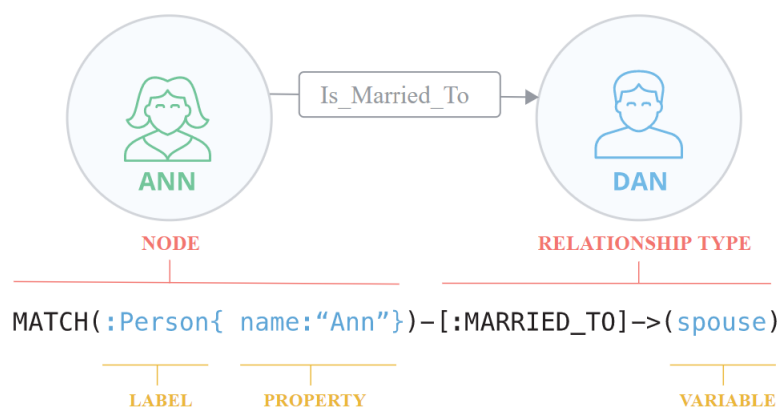 Is_Married_To
ANN
DAN
NODE
RELATIONSHIP TYPE
MATCH(:Person{ name:“Ann”})-[:MARRIED_TO]->(spouse)
LABEL
PROPERTY
VARIABLE